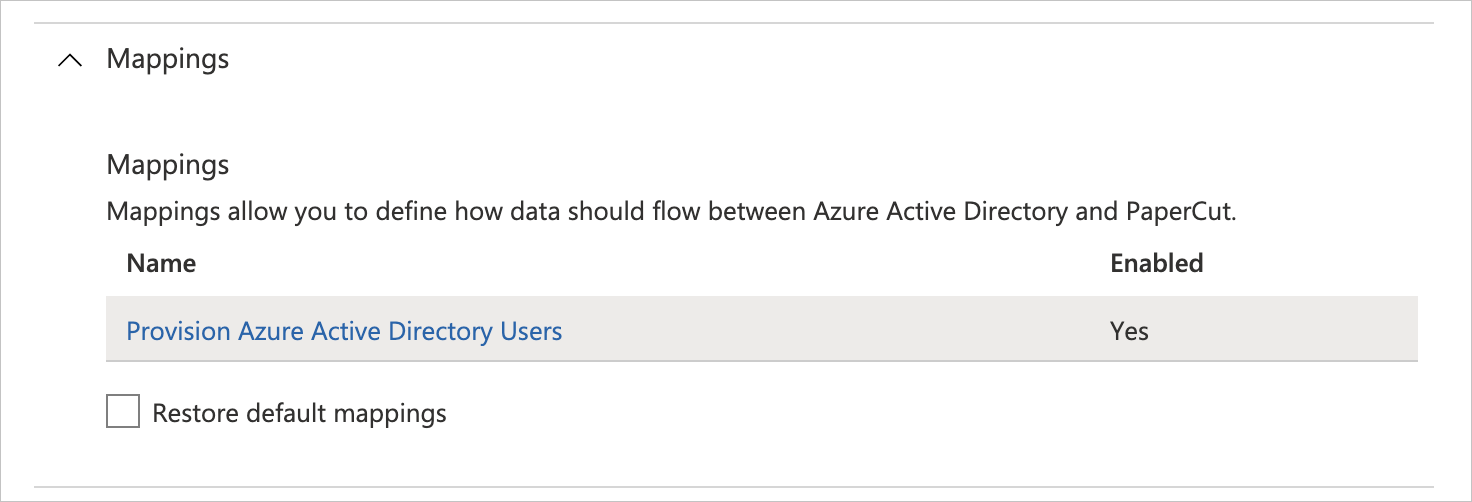 Mappings
Mappings
Mappings allow you to define how data should flow between Azure Active Directory and PaperCut.
Name Enabled
Provision Azure Active Directory Users Yes
Restore default mappings